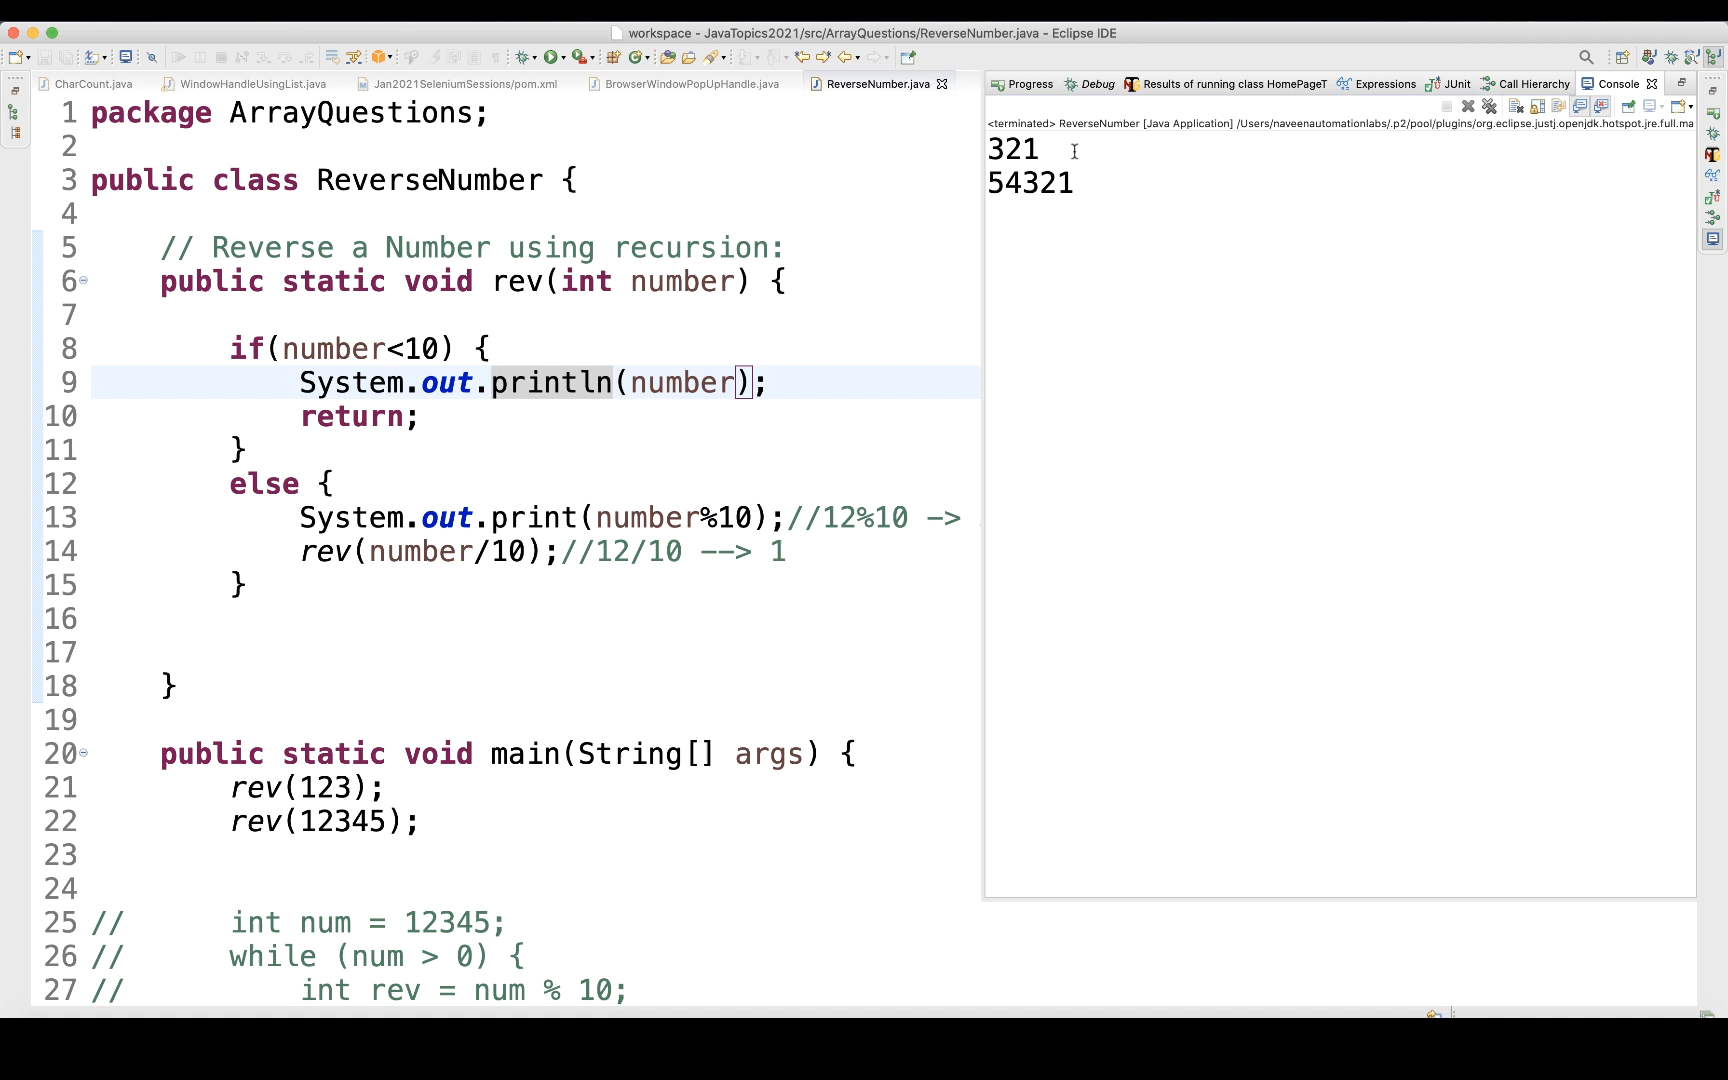 workspace - JavaTopics2021/src/ArrayQuestions/ReverseNumber.java - Eclipse IDE
CharCount.java WindowHandleUsingList.java Jan2021SeleniumSessions/pom.xml BrowserWindowPopUpHandle.java ReverseNumber.java
Progress Debug Results of running class HomePageT Expressions JUnit Call Hierarchy Console
<terminated> ReverseNumber [Java Application] /Users/naveenautomationlabs/.p2/pool/plugins/org.eclipse.justj.openjdk.hotspot.jre.full.ma
321
54321
1 package ArrayQuestions;
2
3 public class ReverseNumber {
4
5 // Reverse a Number using recursion:
6 public static void rev(int number) {
7
8 if(number<10) {
9 System.out.println(number);
10 return;
11 }
12 else {
13 System.out.print(number%10);//12%10 ->
14 rev(number/10);//12/10 --> 1
15 }
16
17
18 }
19
20 public static void main(String[] args) {
21 rev(123);
22 rev(12345);
23
24
25 // int num = 12345;
26 // while (num > 0) {
27 // int rev = num % 10;